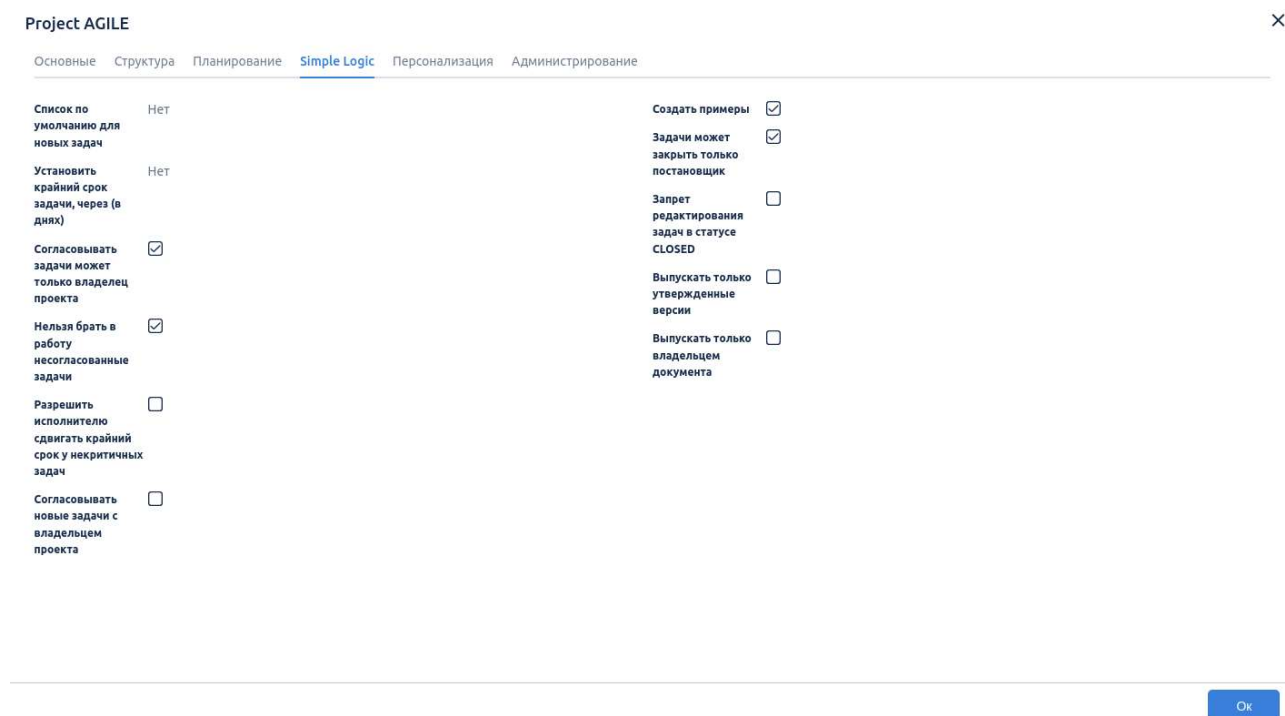 Project AGILE
Основные Структура Планирование Simple Logic Персонализация Администрирование
Список по
умолчанию для
новых задач
Нет
Установить
крайний срок
задачи, через (в
днях)
Нет
Согласовывать
задачи может
только владелец
проекта
Нельзя брать в
работу
несогласованные
задачи
Разрешить
исполнителю
сдвигать крайний
срок у некритичных
задач
Согласовывать
новые задачи с
владельцем
проекта
Создать примеры
Задачи может
закрыть только
постановщик
Запрет
редактирования
задач в статусе
CLOSED
Выпускать только
утвержденные
версии
Выпускать только
владельцем
документа
Ок